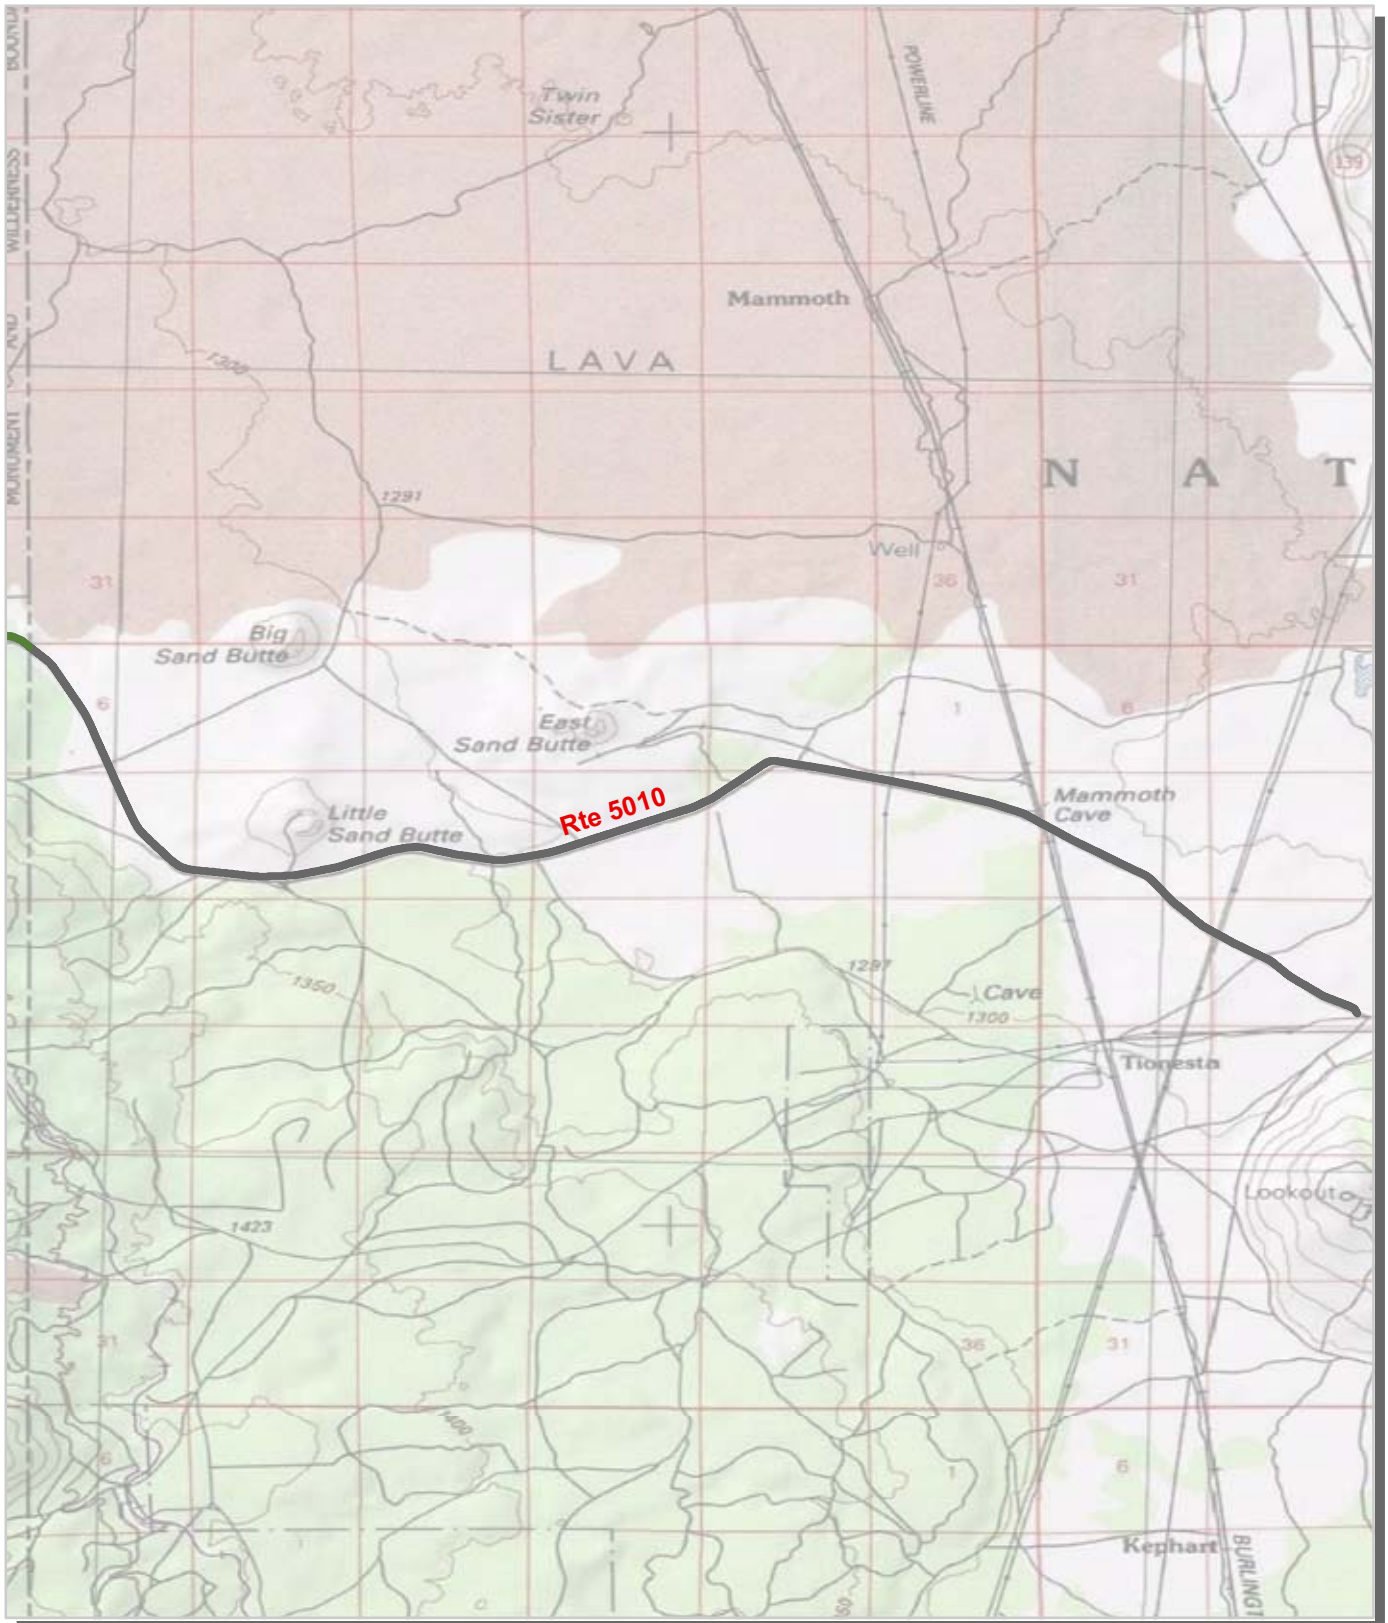 BOUND
WILDERNESS
AND
MONUMENT
Twin
Sister
POWERLINE
139
Mammoth
LAVA
1300
N A T
1291
Well
31
36
31
Big
Sand Butte
6
1
6
East
Sand Butte
Rte 5010
Little
Sand Butte
Mammoth
Cave
1297
Cave
1300
1350
Tionesta
Lookout
1423
31
36
31
1400
6
1
6
Kephart
BURLINGT